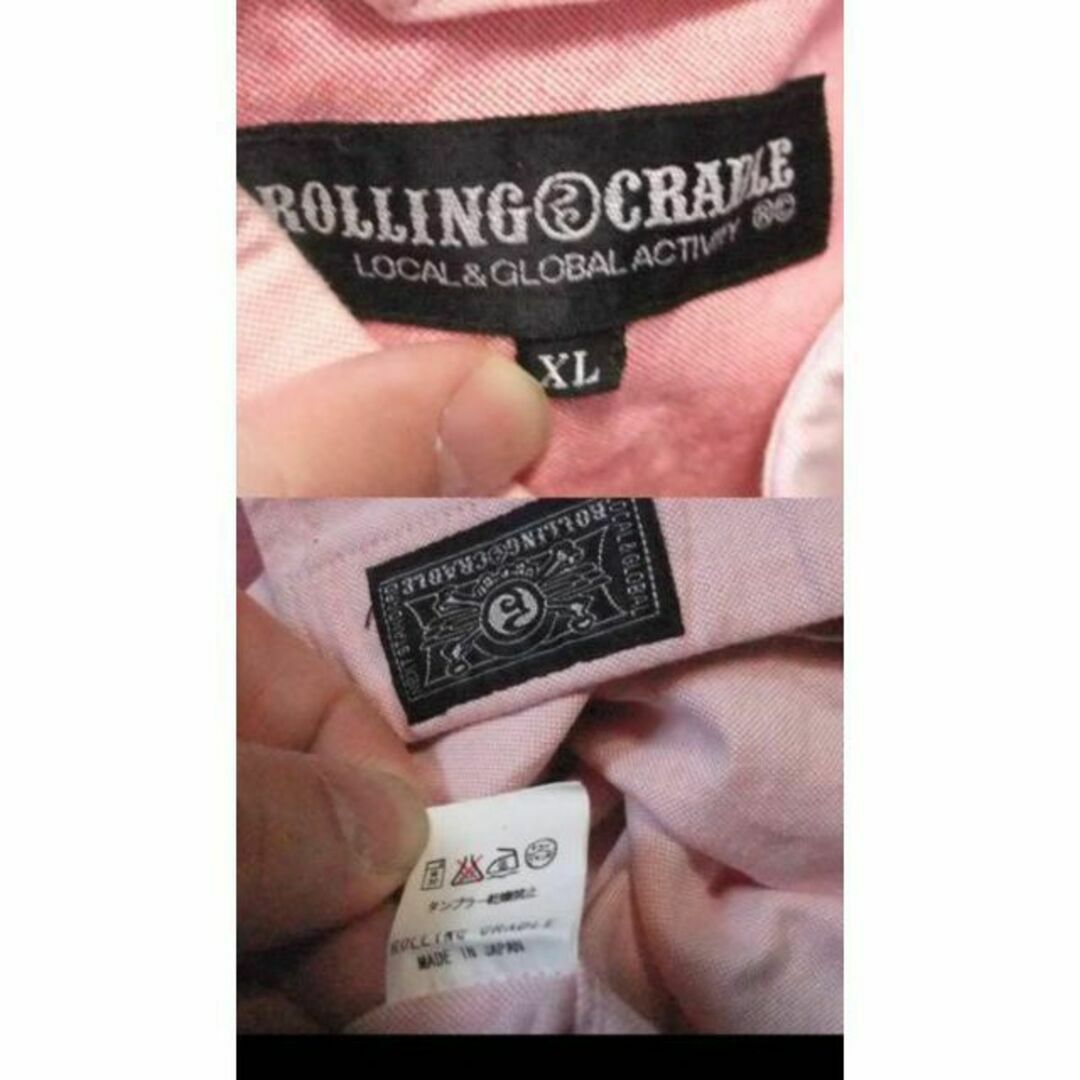 ROLLING CRADLE
LOCAL & GLOBAL ACTIVITY ®©
XL
LOCAL&GLOBAL
ROLLING CRADLE
タンブラー乾燥禁止
ROLLING CRADLE
MADE IN JAPAN